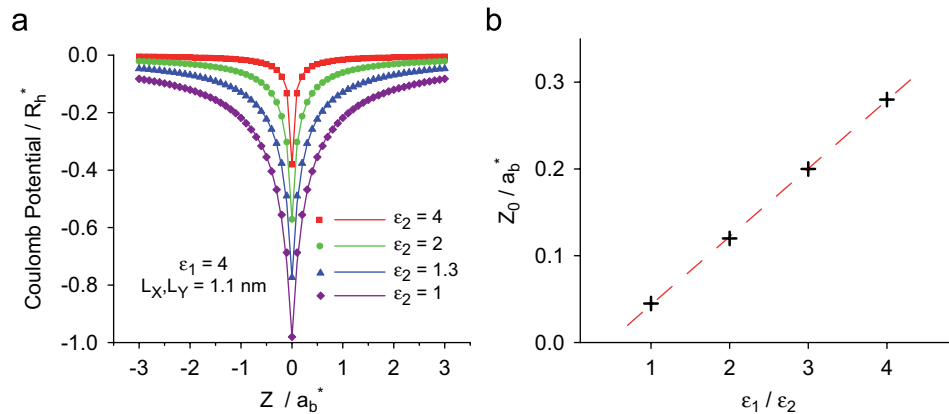 a
Coulomb Potential / R_h^*
0.0
-0.2
-0.4
-0.6
-0.8
-1.0
-3 -2 -1 0 1 2 3
Z / a_b^*
ε₁ = 4
L_X,L_Y = 1.1 nm
ε₂ = 4
ε₂ = 2
ε₂ = 1.3
ε₂ = 1
b
Z_0 / a_b^*
0.3
0.2
0.1
0.0
1 2 3 4
ε₁ / ε₂